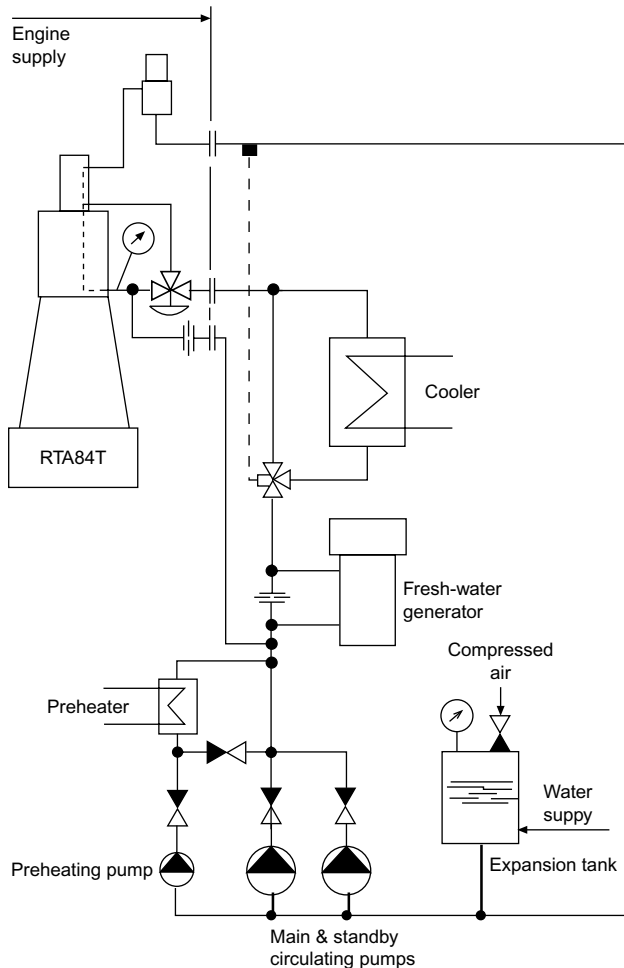 Engine
supply
Cooler
RTA84T
Fresh-water
generator
Compressed
air
Preheater
Water
suppy
Preheating pump
Expansion tank
Main & standby
circulating pumps